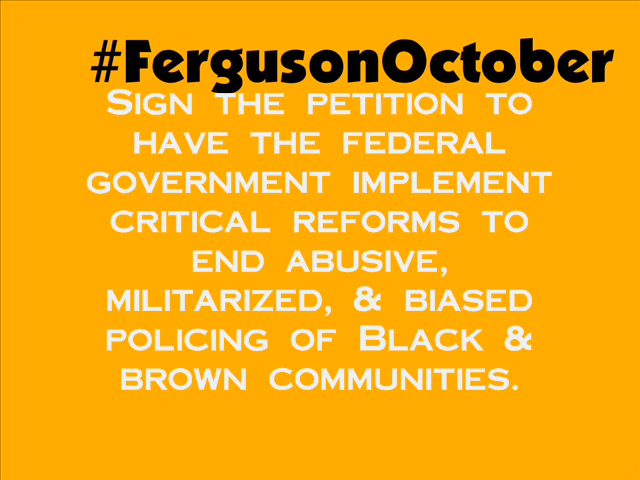 #FergusonOctober
Sign the petition to
have the federal
government implement
critical reforms to
end abusive,
militarized, & biased
policing of Black &
brown communities.